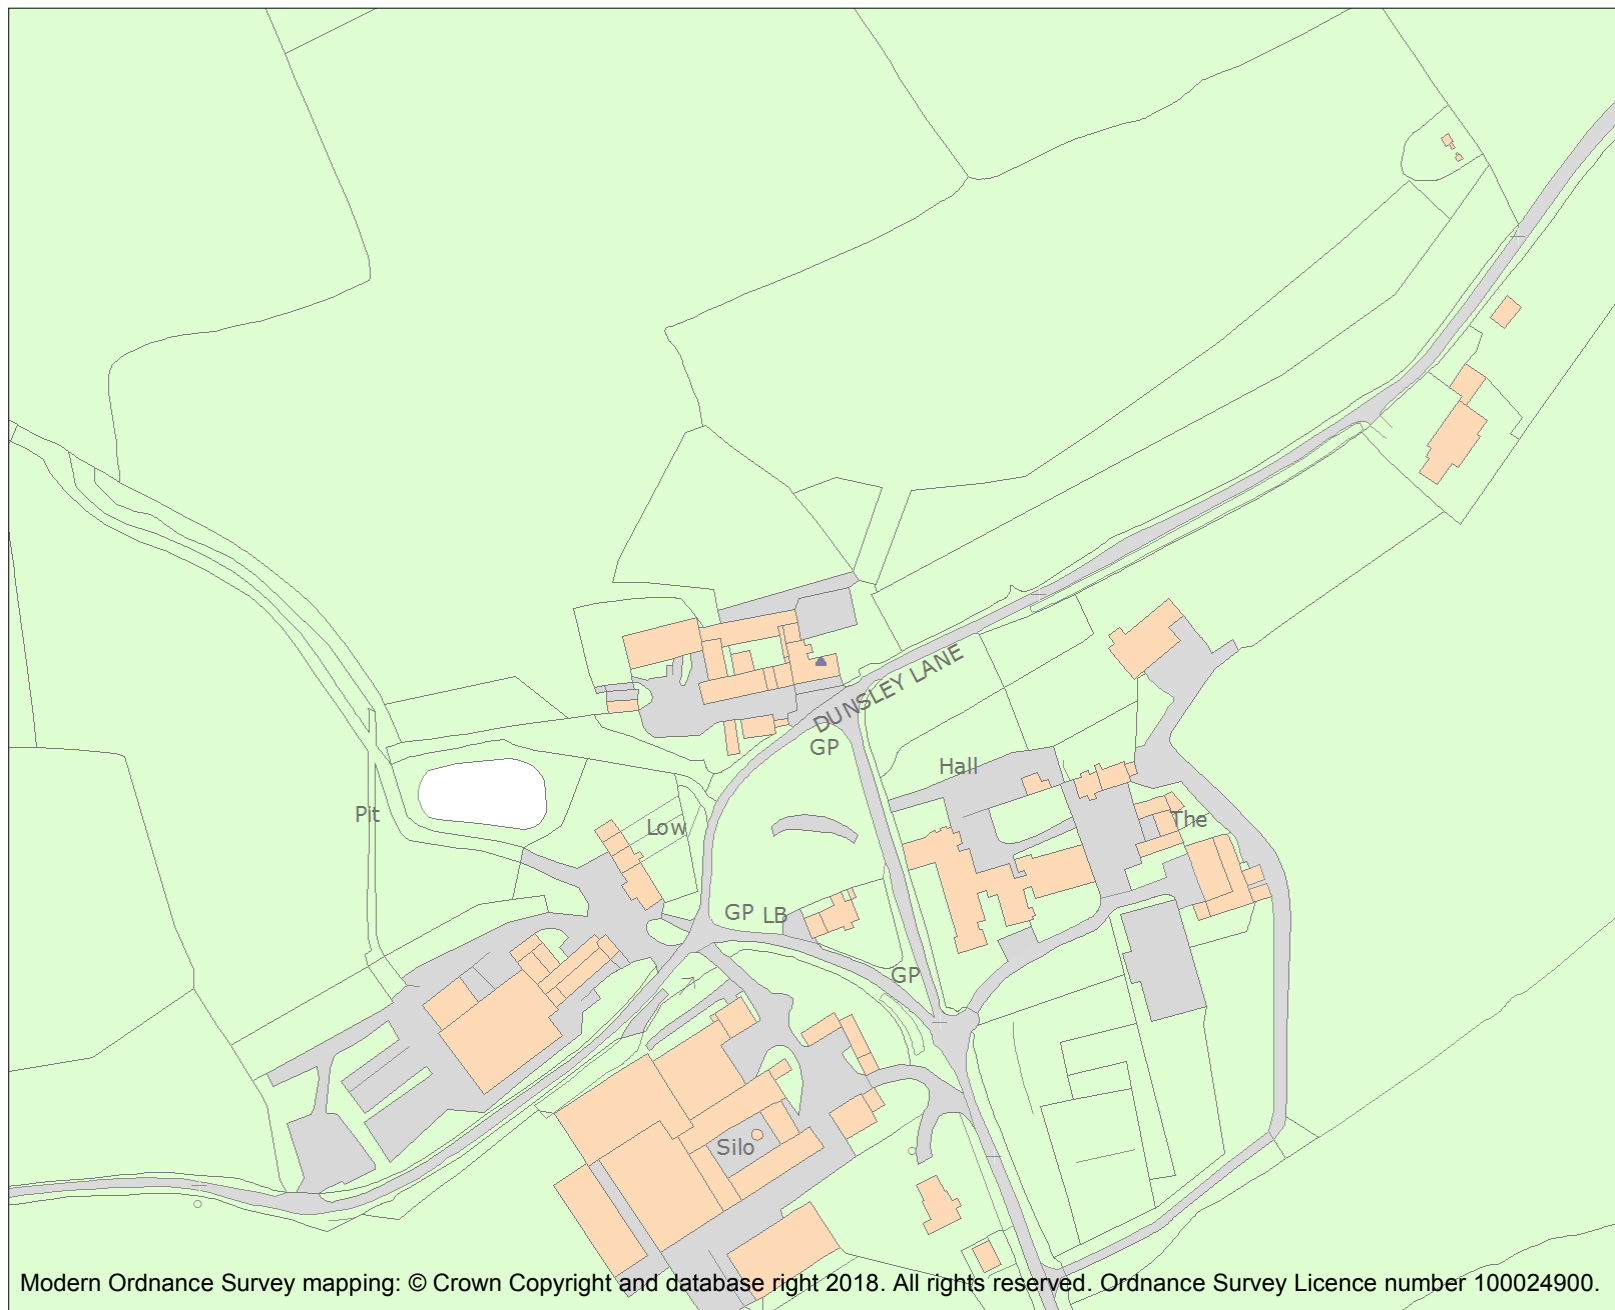 DUNSLEY LANE
GP
Hall
Pit
Low
The
GP LB
GP
Silo
Modern Ordnance Survey mapping: © Crown Copyright and database right 2018. All rights reserved. Ordnance Survey Licence number 100024900.